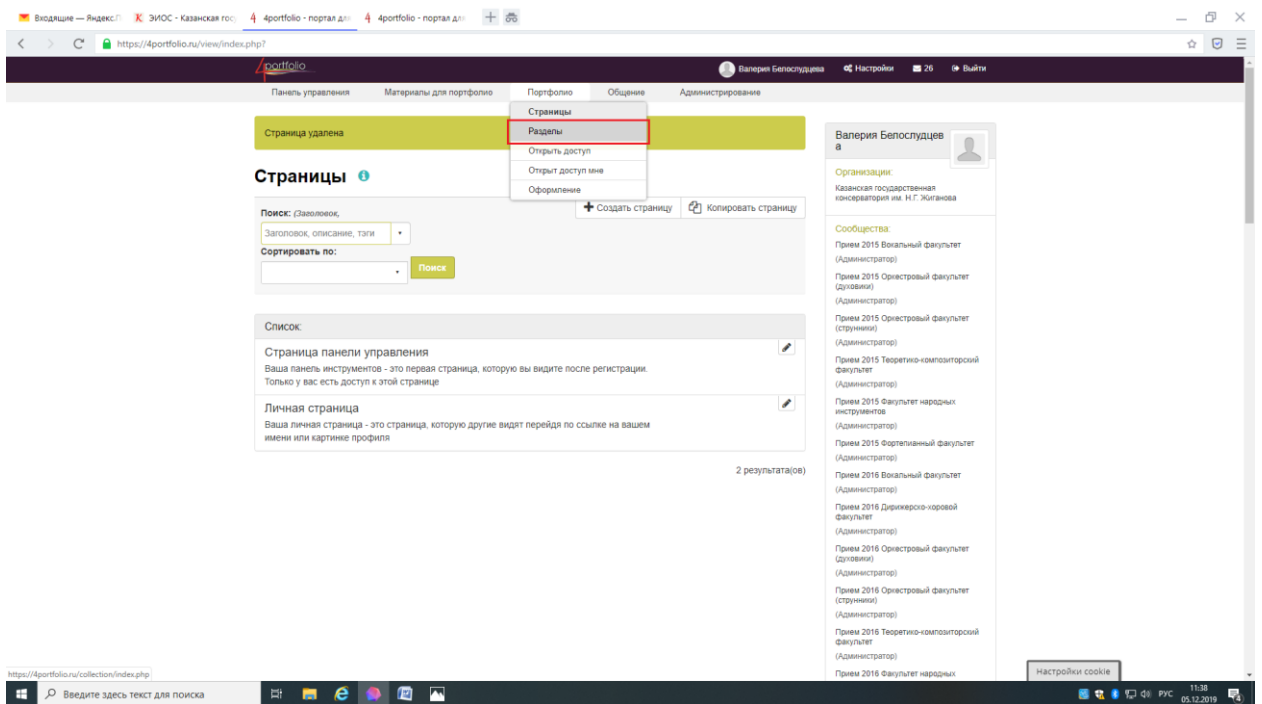 Входящие — Яндекс.П
ЭИОС - Казанская госу
4portfolio - портал для
4portfolio - портал для
https://4portfolio.ru/view/index.php?
4portfolio
Валерия Белослудцева
Настройки
26
Выйти
Панель управления
Материалы для портфолио
Портфолио
Общение
Администрирование
Страницы
Разделы
Открыть доступ
Открыт доступ мне
Оформление
Страница удалена
Страницы
Создать страницу
Копировать страницу
Поиск: (Заголовок,
Заголовок, описание, тэги
Сортировать по:
Поиск
Список:
Страница панели управления
Ваша панель инструментов - это первая страница, которую вы видите после регистрации.
Только у вас есть доступ к этой странице
Личная страница
Ваша личная страница - это страница, которую другие видят перейдя по ссылке на вашем
имени или картинке профиля
2 результата(ов)
Валерия Белослудцев
а
Организации:
Казанская государственная
консерватория им. Н.Г. Жиганова
Сообщества:
Прием 2015 Вокальный факультет
(Администратор)
Прием 2015 Оркестровый факультет
(духовики)
(Администратор)
Прием 2015 Оркестровый факультет
(струнники)
(Администратор)
Прием 2015 Теоретико-композиторский
факультет
(Администратор)
Прием 2015 Факультет народных
инструментов
(Администратор)
Прием 2015 Фортепианный факультет
(Администратор)
Прием 2016 Вокальный факультет
(Администратор)
Прием 2016 Дирижерско-хоровой
факультет
(Администратор)
Прием 2016 Оркестровый факультет
(духовики)
(Администратор)
Прием 2016 Оркестровый факультет
(струнники)
(Администратор)
Прием 2016 Теоретико-композиторский
факультет
(Администратор)
Прием 2016 Факультет народных
Настройки cookie
https://4portfolio.ru/collection/index.php
Введите здесь текст для поиска
РУС
11:38
05.12.2019